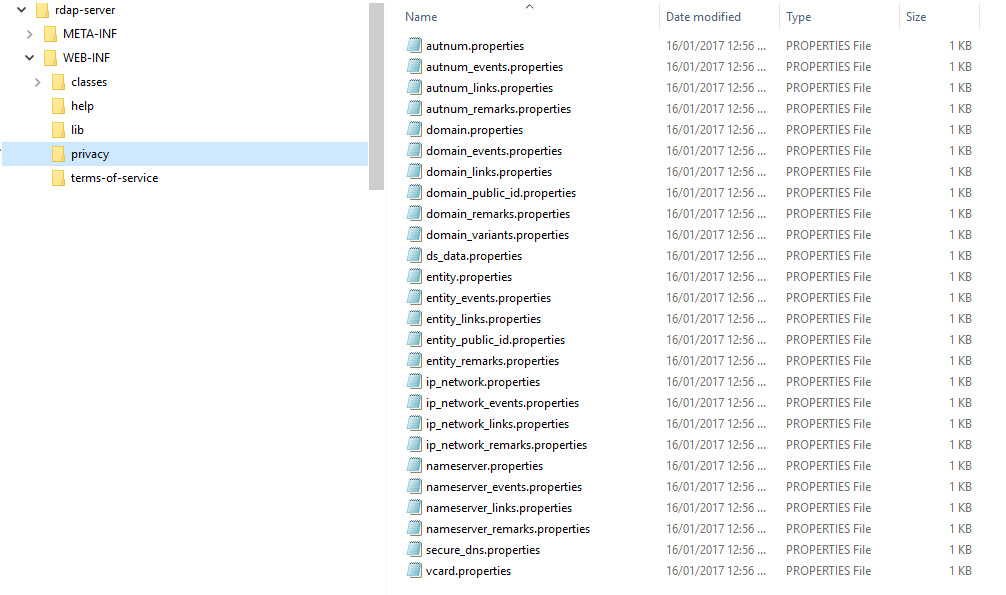 rdap-server
META-INF
WEB-INF
classes
help
lib
privacy
terms-of-service
Name Date modified Type Size
autnum.properties 16/01/2017 12:56 ... PROPERTIES File 1 KB
autnum_events.properties 16/01/2017 12:56 ... PROPERTIES File 1 KB
autnum_links.properties 16/01/2017 12:56 ... PROPERTIES File 1 KB
autnum_remarks.properties 16/01/2017 12:56 ... PROPERTIES File 1 KB
domain.properties 16/01/2017 12:56 ... PROPERTIES File 1 KB
domain_events.properties 16/01/2017 12:56 ... PROPERTIES File 1 KB
domain_links.properties 16/01/2017 12:56 ... PROPERTIES File 1 KB
domain_public_id.properties 16/01/2017 12:56 ... PROPERTIES File 1 KB
domain_remarks.properties 16/01/2017 12:56 ... PROPERTIES File 1 KB
domain_variants.properties 16/01/2017 12:56 ... PROPERTIES File 1 KB
ds_data.properties 16/01/2017 12:56 ... PROPERTIES File 1 KB
entity.properties 16/01/2017 12:56 ... PROPERTIES File 1 KB
entity_events.properties 16/01/2017 12:56 ... PROPERTIES File 1 KB
entity_links.properties 16/01/2017 12:56 ... PROPERTIES File 1 KB
entity_public_id.properties 16/01/2017 12:56 ... PROPERTIES File 1 KB
entity_remarks.properties 16/01/2017 12:56 ... PROPERTIES File 1 KB
ip_network.properties 16/01/2017 12:56 ... PROPERTIES File 1 KB
ip_network_events.properties 16/01/2017 12:56 ... PROPERTIES File 1 KB
ip_network_links.properties 16/01/2017 12:56 ... PROPERTIES File 1 KB
ip_network_remarks.properties 16/01/2017 12:56 ... PROPERTIES File 1 KB
nameserver.properties 16/01/2017 12:56 ... PROPERTIES File 1 KB
nameserver_events.properties 16/01/2017 12:56 ... PROPERTIES File 1 KB
nameserver_links.properties 16/01/2017 12:56 ... PROPERTIES File 1 KB
nameserver_remarks.properties 16/01/2017 12:56 ... PROPERTIES File 1 KB
secure_dns.properties 16/01/2017 12:56 ... PROPERTIES File 1 KB
vcard.properties 16/01/2017 12:56 ... PROPERTIES File 1 KB